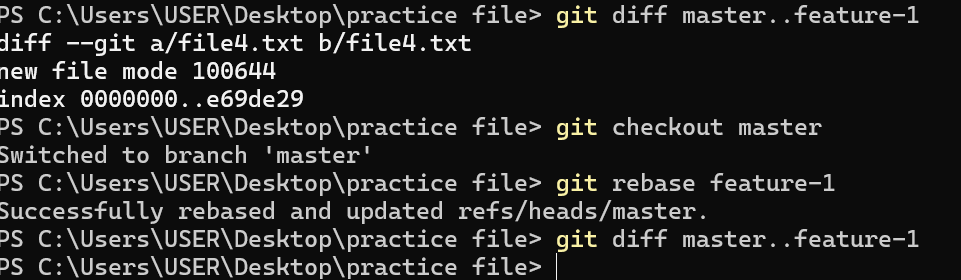 PS C:\Users\USER\Desktop\practice file> git diff master..feature-1
diff --git a/file4.txt b/file4.txt
new file mode 100644
index 0000000..e69de29
PS C:\Users\USER\Desktop\practice file> git checkout master
Switched to branch 'master'
PS C:\Users\USER\Desktop\practice file> git rebase feature-1
Successfully rebased and updated refs/heads/master.
PS C:\Users\USER\Desktop\practice file> git diff master..feature-1
PS C:\Users\USER\Desktop\practice file>